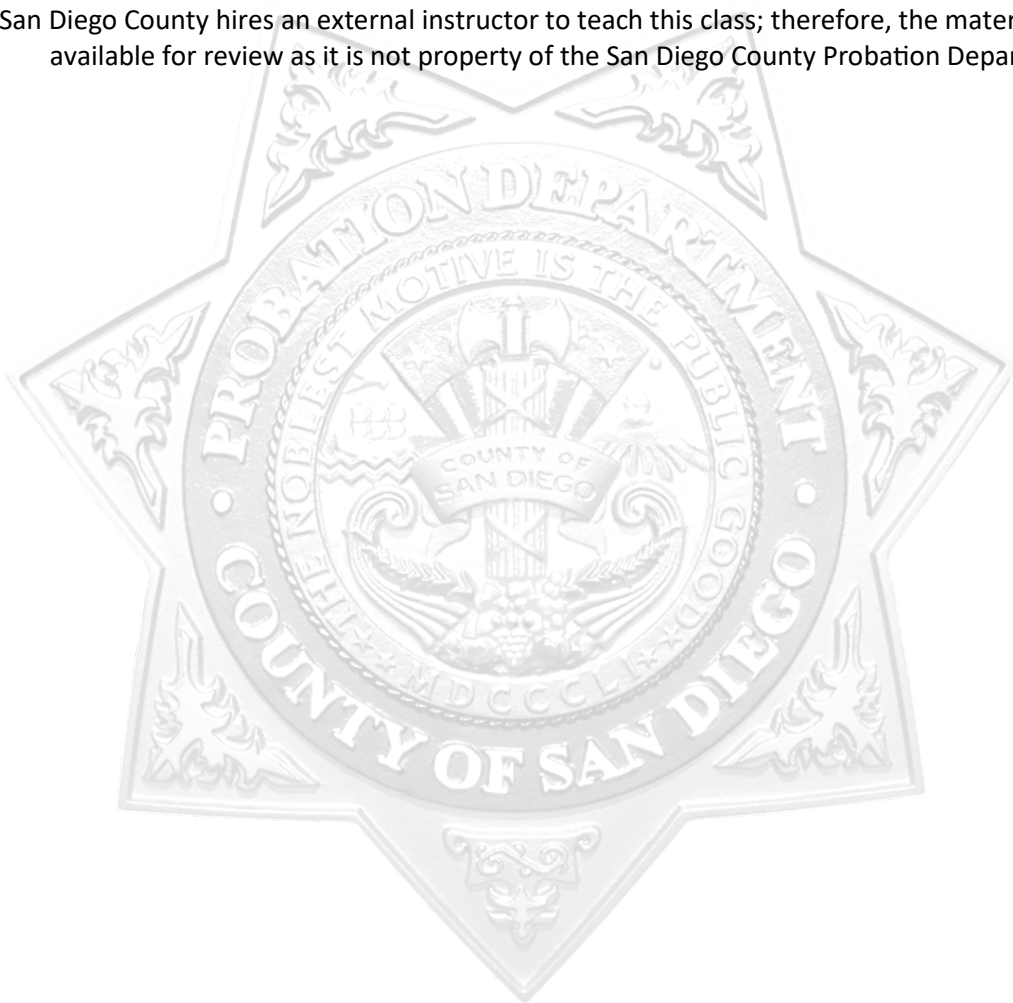 San Diego County hires an external instructor to teach this class; therefore, the mater
available for review as it is not property of the San Diego County Probation Depar
PROBATION DEPARTMENT
THE NOBLEST MOTIVE IS THE PUBLIC GOOD
COUNTY OF
SAN DIEGO
MDCCCLI
COUNTY OF SAN DIEGO